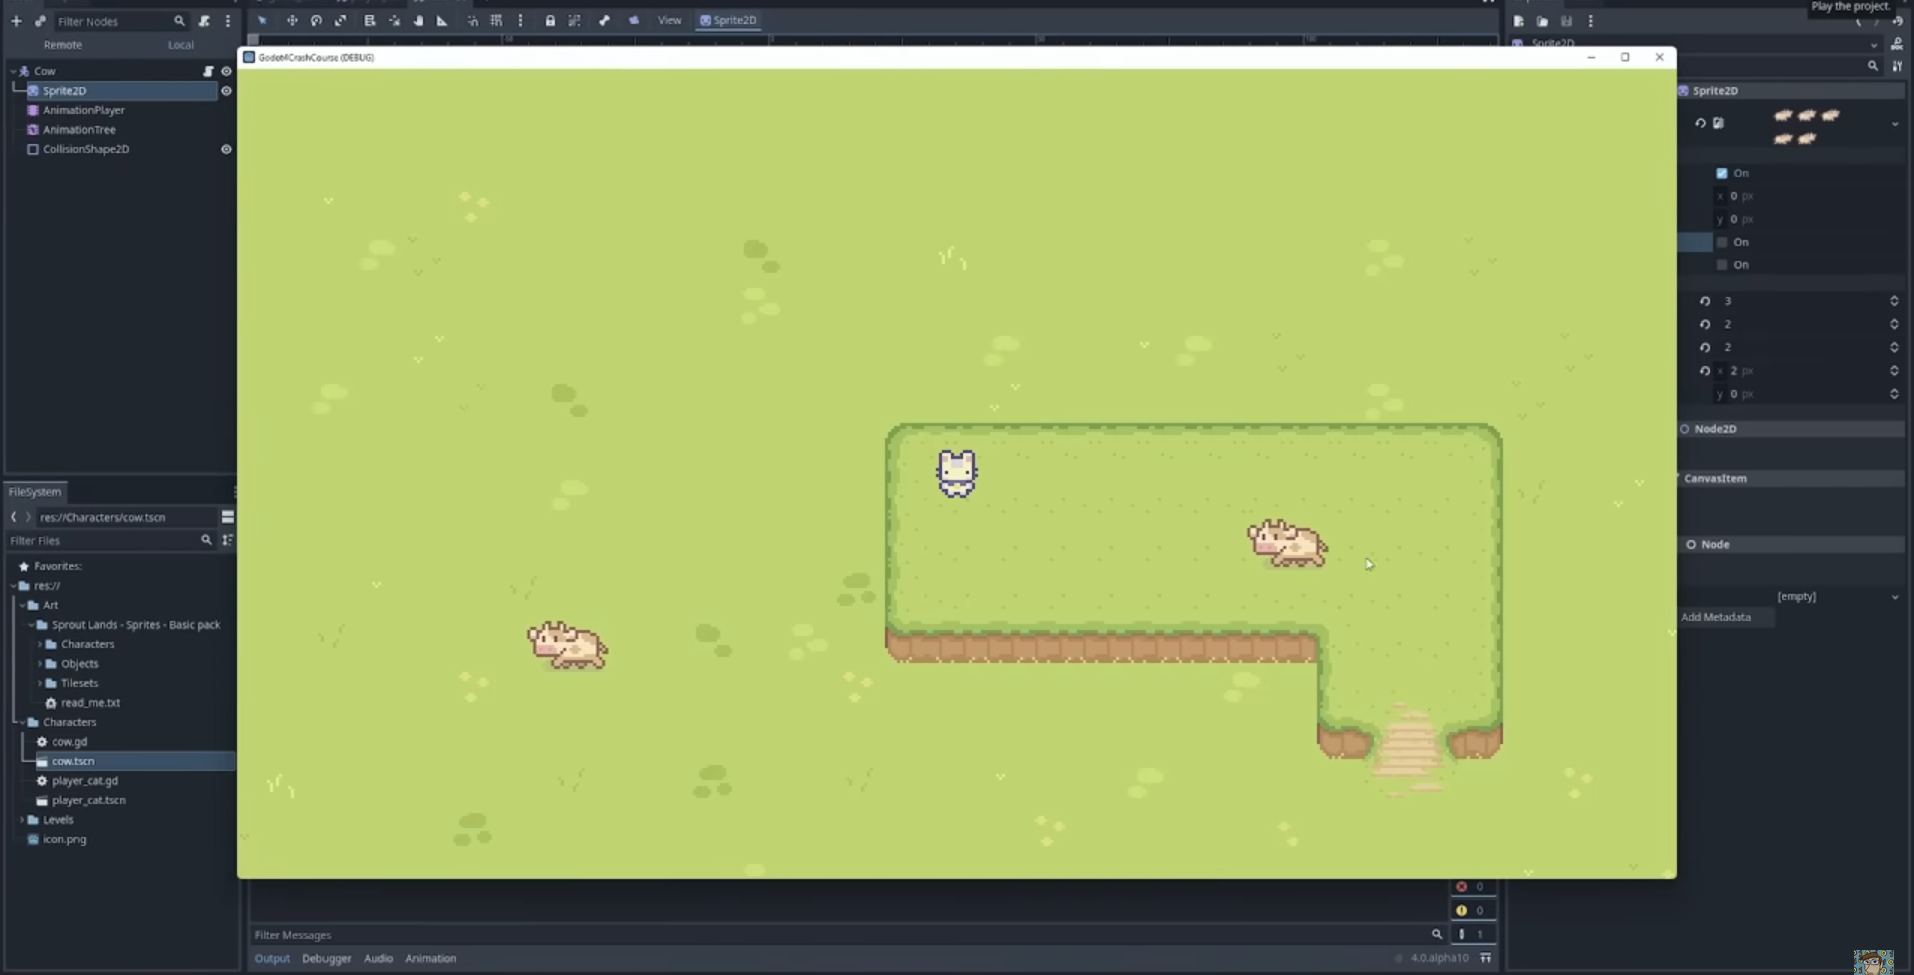 Play the project.
Filter Nodes
View
Sprite2D
Remote
Local
Sprite2D
Godot4CrashCourse (DEBUG)
Cow
Sprite2D
AnimationPlayer
AnimationTree
CollisionShape2D
Sprite2D
On
x 0 px
y 0 px
On
On
3
2
2
x 2 px
y 0 px
Node2D
CanvasItem
Node
[empty]
Add Metadata
FileSystem
res://Characters/cow.tscn
Filter Files
Favorites:
res://
Art
Sprout Lands - Sprites - Basic pack
Characters
Objects
Tilesets
read_me.txt
Characters
cow.gd
cow.tscn
player_cat.gd
player_cat.tscn
Levels
icon.png
0
0
Filter Messages
1
Output
Debugger
Audio
Animation
4.0.alpha10